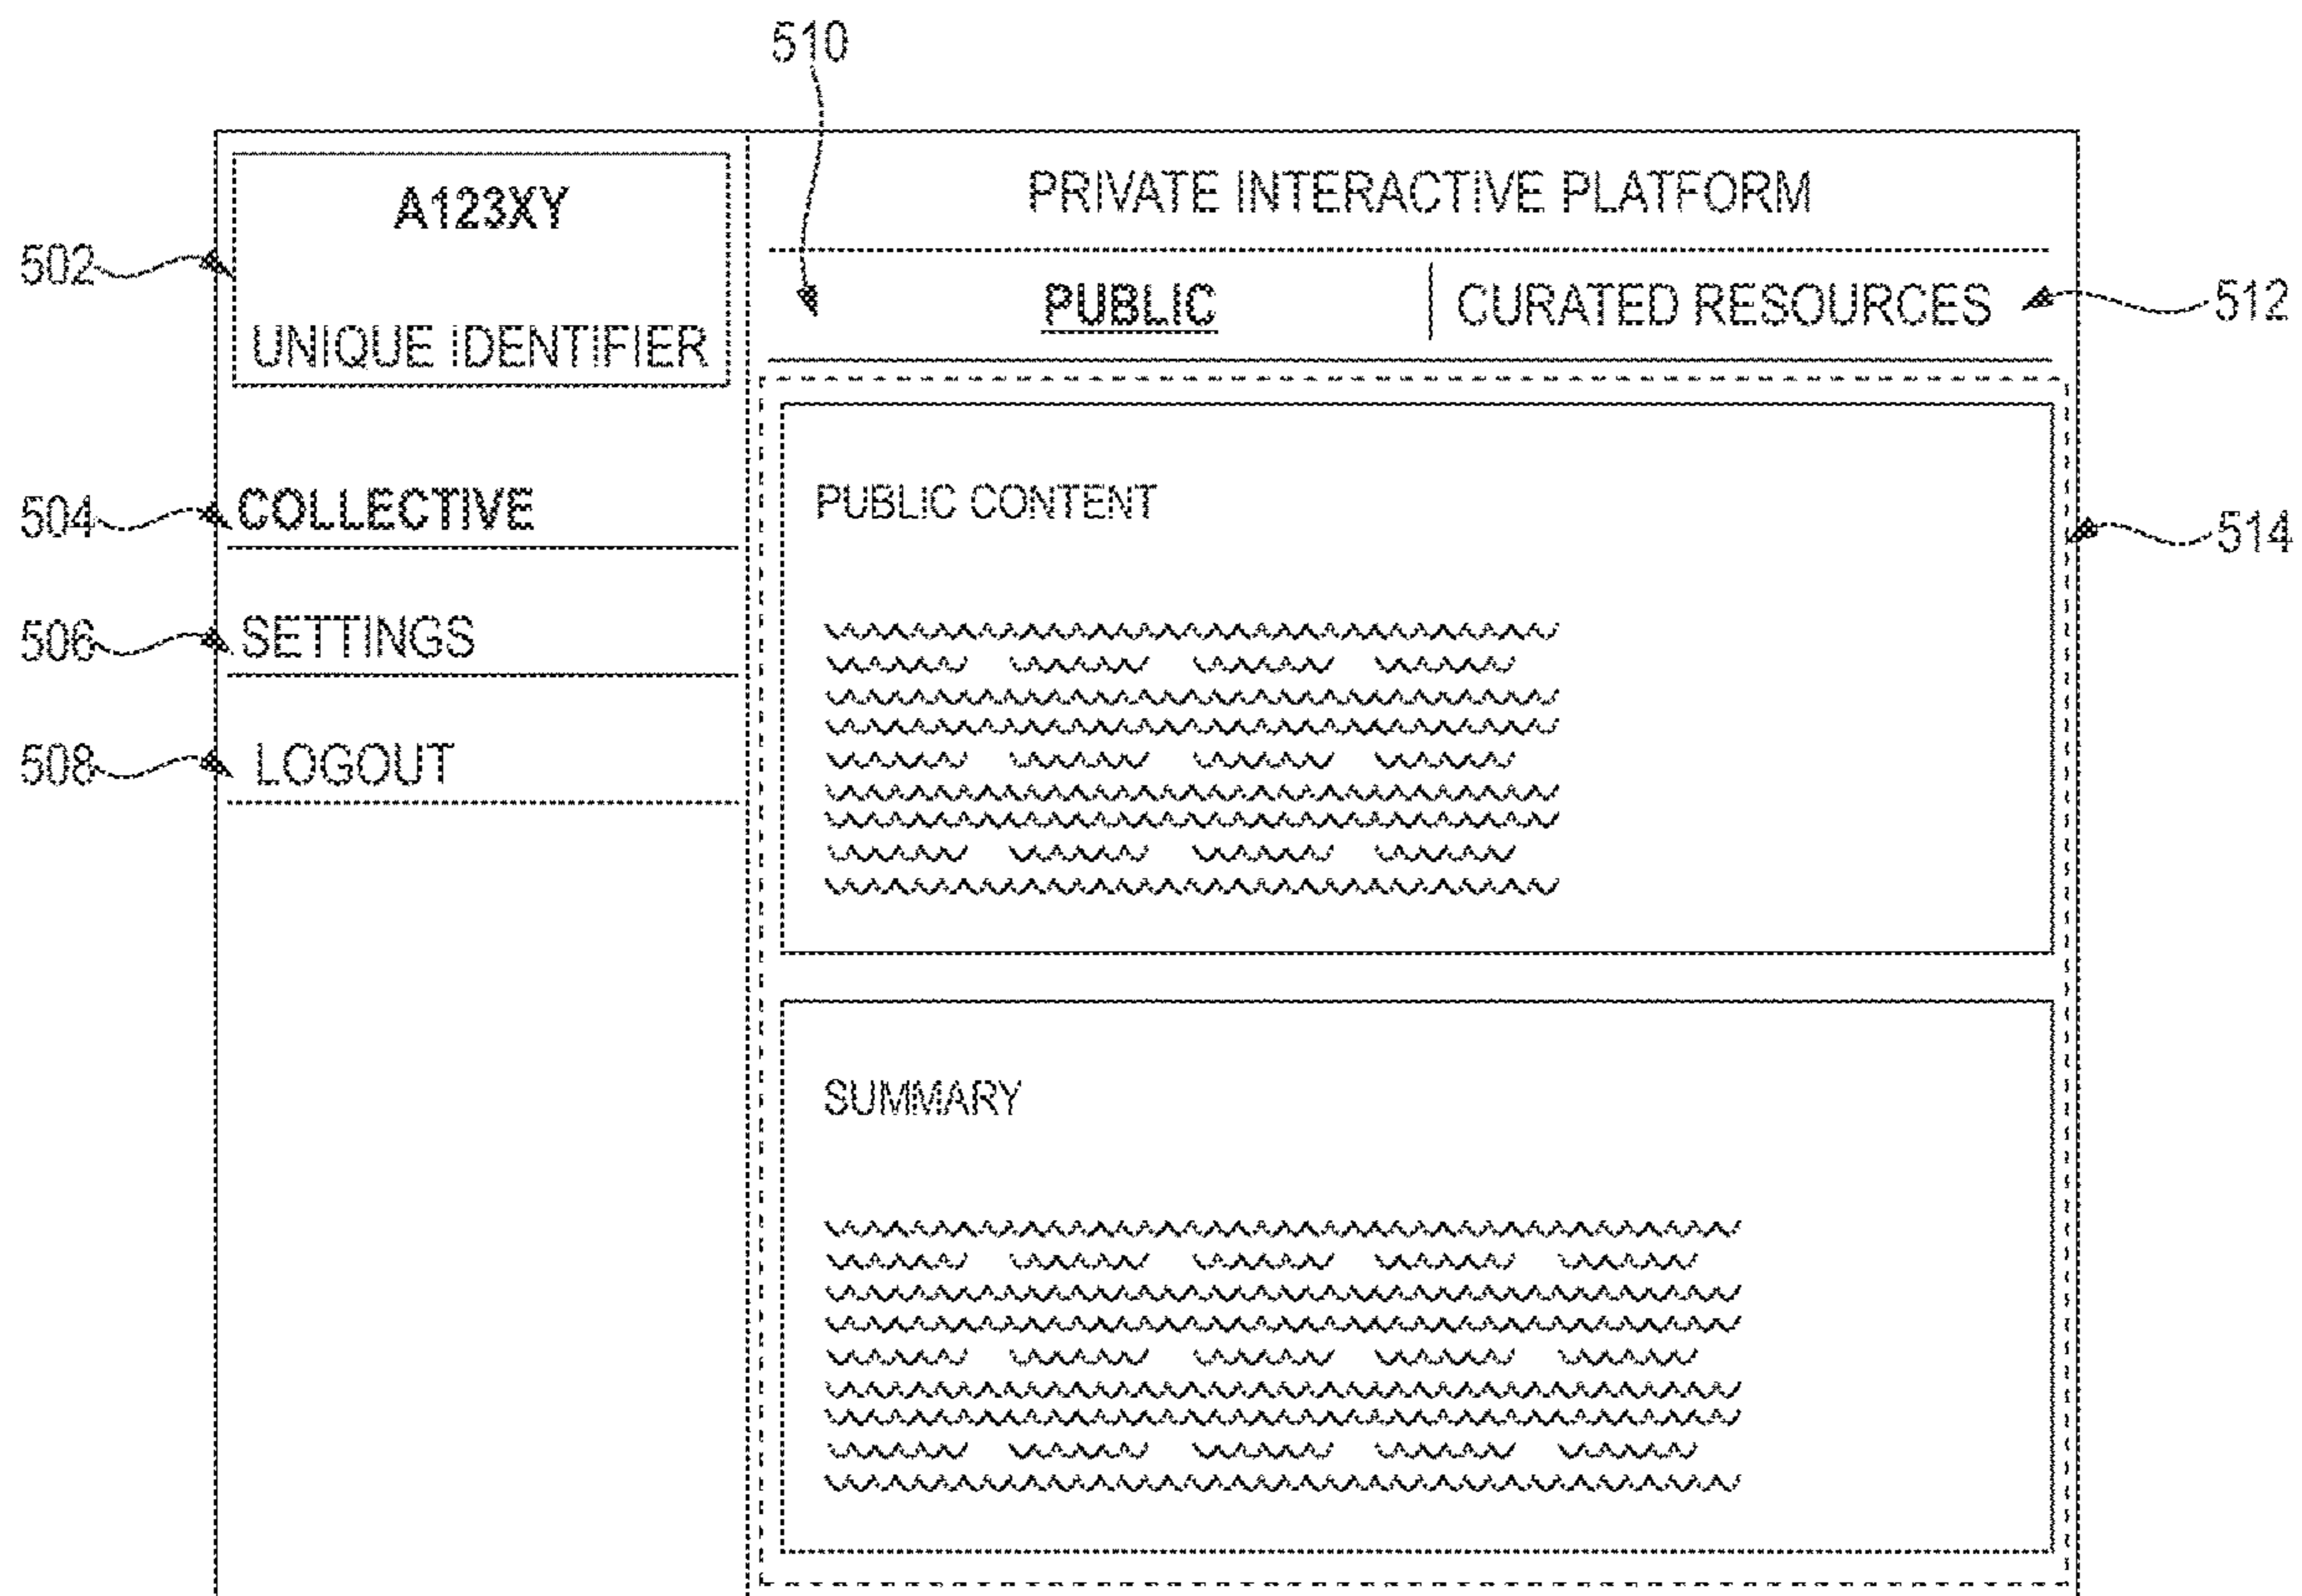 510
A123XY
UNIQUE IDENTIFIER
502
COLLECTIVE
504
SETTINGS
506
LOGOUT
508
PRIVATE INTERACTIVE PLATFORM
PUBLIC
CURATED RESOURCES
512
PUBLIC CONTENT
514
SUMMARY